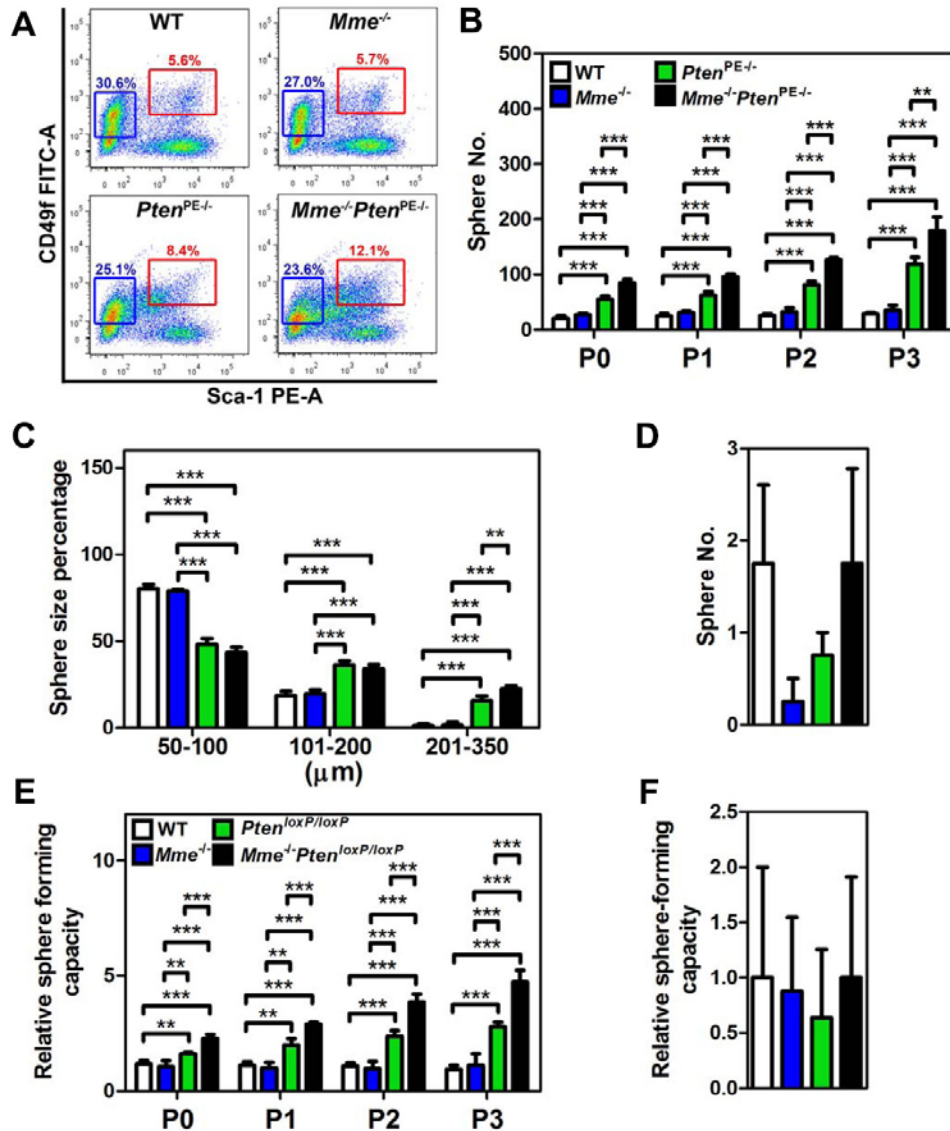 A
WT
Mme-/-
30.6%
5.6%
27.0%
5.7%
PtenPE-/-
Mme-/-PtenPE-/-
25.1%
8.4%
23.6%
12.1%
CD49f FITC-A
Sca-1 PE-A
0 10² 10³ 10⁴ 10⁵
B
Sphere No.
500
400
300
200
100
0
WT
PtenPE-/-
Mme-/-
Mme-/-PtenPE-/-
*** *** *** *** *** ***
*** *** *** *** *** ***
*** *** *** *** *** ***
** *** *** *** *** ***
P0 P1 P2 P3
C
Sphere size percentage
150
100
50
0
*** *** *** ***
*** *** *** ***
** *** *** *** ***
50-100 101-200 201-350
(μm)
D
Sphere No.
3
2
1
0
E
Relative sphere forming
capacity
10
5
0
WT
PtenloxP/loxP
Mme-/-
Mme-/-PtenloxP/loxP
*** *** ** *** **
*** *** ** *** **
*** *** *** *** ***
*** *** *** *** ***
P0 P1 P2 P3
F
Relative sphere-forming
capacity
2.5
2.0
1.5
1.0
0.5
0.0